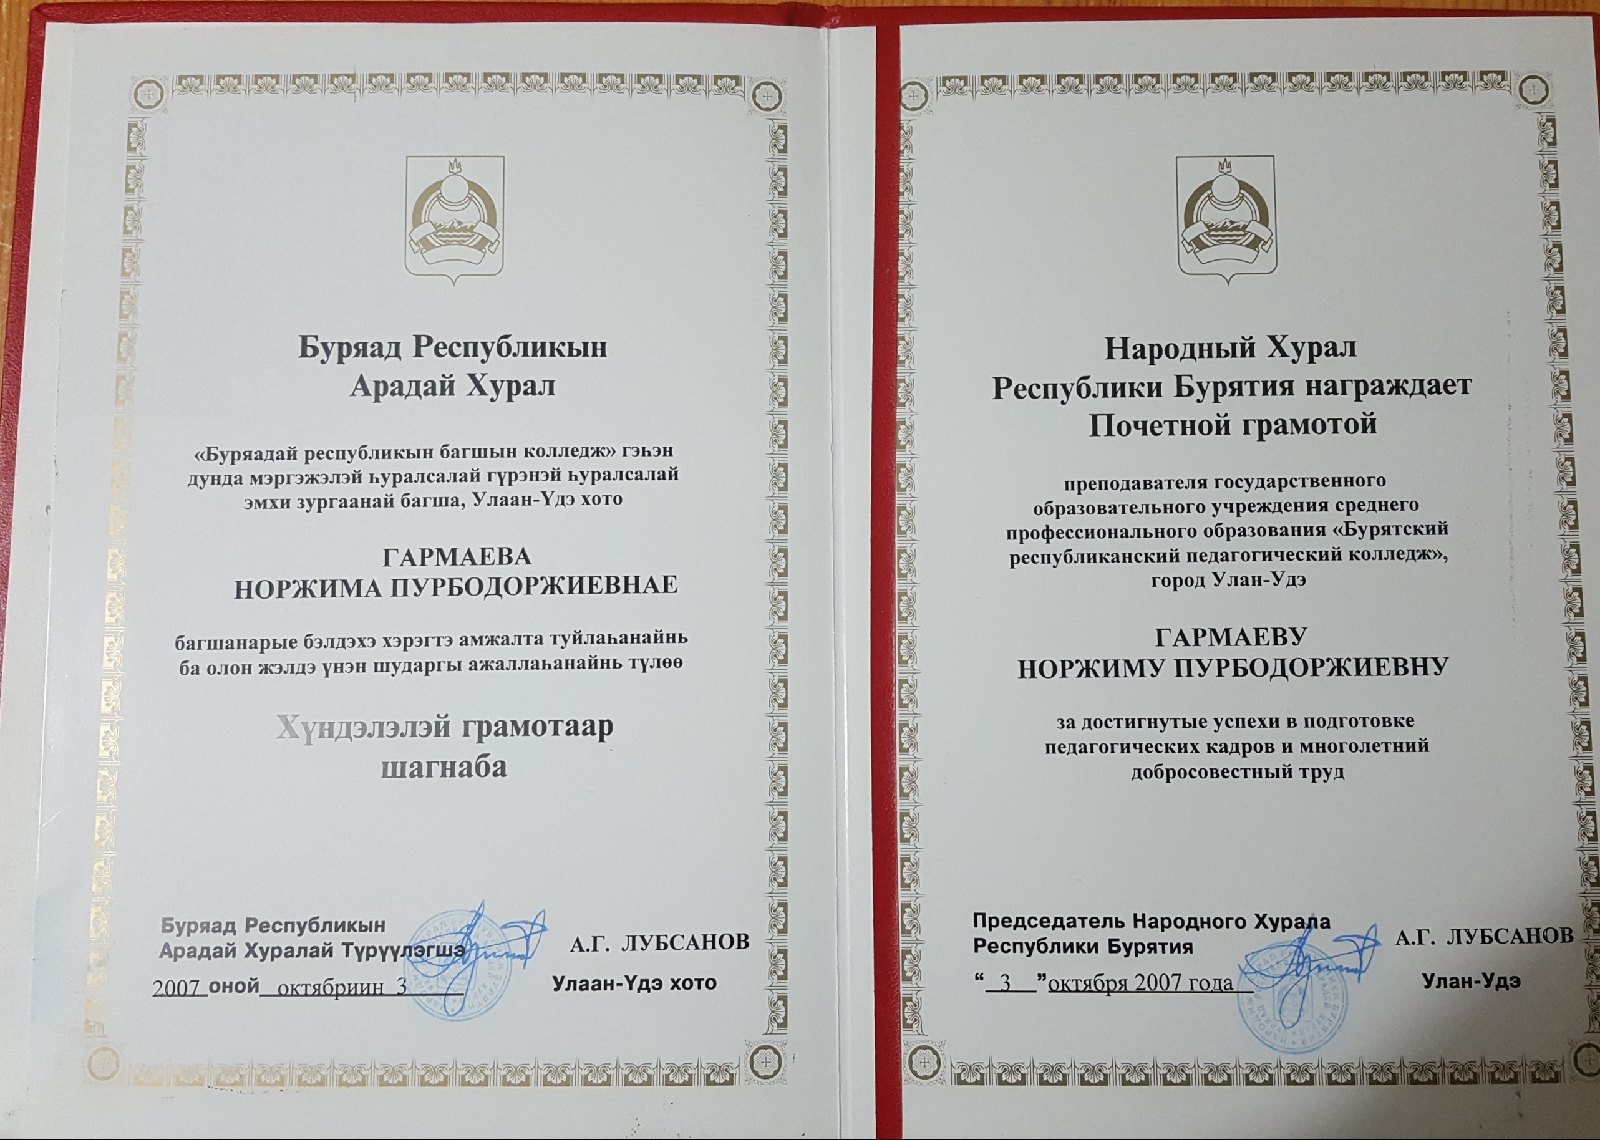 Буряад Республикын
Арадай Хурал
«Буряадай республикын багшын колледж» гэһэн
дунда мэргэжэлэй һуралсалай гүрэнэй һуралсалай
эмхи зургаанай багша, Улаан-Үдэ хото
ГАРМАЕВА
НОРЖИМА ПУРБОДОРЖИЕВНАЕ
багшанарые бэлдэхэ хэрэгтэ амжалта туйлаһанайнь
ба олон жэлдэ үнэн шударгы ажаллаһанайнь түлөө
Хүндэлэлэй грамотаар
шагнаба
Буряад Республикын
Арадай Хуралай Түрүүлэгшэ
А.Г. ЛУБСАНОВ
2007 оной октябриин 3
Улаан-Үдэ хото
Народный Хурал
Республики Бурятия награждает
Почетной грамотой
преподавателя государственного
образовательного учреждения среднего
профессионального образования «Бурятский
республиканский педагогический колледж»,
город Улан-Удэ
ГАРМАЕВУ
НОРЖИМУ ПУРБОДОРЖИЕВНУ
за достигнутые успехи в подготовке
педагогических кадров и многолетний
добросовестный труд
Председатель Народного Хурала
Республики Бурятия
А.Г. ЛУБСАНОВ
“ 3 ” октября 2007 года
Улан-Удэ